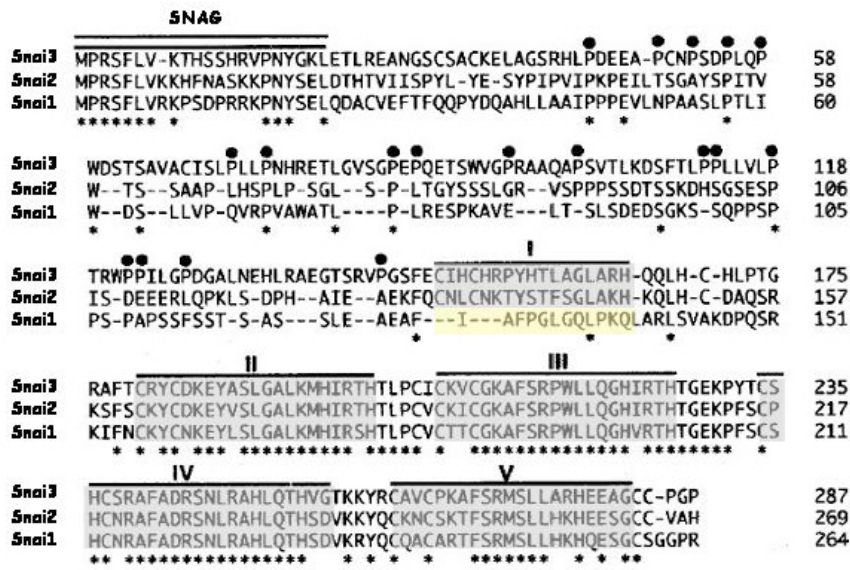 SNAG
Snai3 MPRSFLV-KTHSSHRVPNYGKLETLREANGSCSACKELAGSRHLPDEEA-PCNPSDPLQP 58
Snai2 MPRSFLVKKHFNASKKPNYSELDTHTVIISPYL-YE-SYPIPVIPKPEILTSGAYSPITV 58
Snai1 MPRSFLVRKPSDPRRKPNYSELQDACVEFTFQQPYDQAHLLAAIPPPEVLNPAASLPTLI 60
******* * *** * * * *
Snai3 WDSTSAVACISLPLLPNHRETLGVSGPEPQETSWVGPRAAQAPSVTLKDSFTLPPLLVLP 118
Snai2 W--TS--SAAP-LHSPLP-SGL--S-P-LTGYSSSLGR--VSPPPSSDTSSKDHSGSESP 106
Snai1 W--DS--LLVP-QVRPVAWATL----P-LRESPKAVE---LT-SLSDEDSGKS-SQPPSP 105
* * * * * * *
I
Snai3 TRWPPILGPDGALNEHLRAEGTSRVPGSFECIHCHRPYHTLAGLARH-QQLH-C-HLPTG 175
Snai2 IS-DEEERLQPKLS-DPH--AIE--AEKFQCNLCNKTYSTFSGLAKH-KQLH-C-DAQSR 157
Snai1 PS-PAPSSFSST-S-AS---SLE--AEAF---I---AFPGLGQLPKQLARLSVAKDPQSR 151
* * *
II III
Snai3 RAFTCRYCDKEYASLGALKMHIRTHTLPCICKVCGKAFSRPWLLQGHIRTHTGEKPYTCS 235
Snai2 KSFSCKYCDKEYVSLGALKMHIRTHTLPCVCKICGKAFSRPWLLQGHIRTHTGEKPFSCP 217
Snai1 KIFNCKYCNKEYLSLGALKMHIRSHTLPCVCTTCGKAFSRPWLLQGHVRTHTGEKPFSCS 211
* * ** *** ********** ***** * ************** ******** *
IV V
Snai3 HCSRAFADRSNLRAHLQTHVGTKKYRCAVCPKAFSRMSLLARHEEAGCC-PGP 287
Snai2 HCNRAFADRSNLRAHLQTHSDVKKYQCKNCSKTFSRMSLLHKHEESGCC-VAH 269
Snai1 HCNRAFADRSNLRAHLQTHSDVKRYQCQACARTFSRMSLLHKHQESGCSGGPR 264
** **************** * * * * ******* * * **